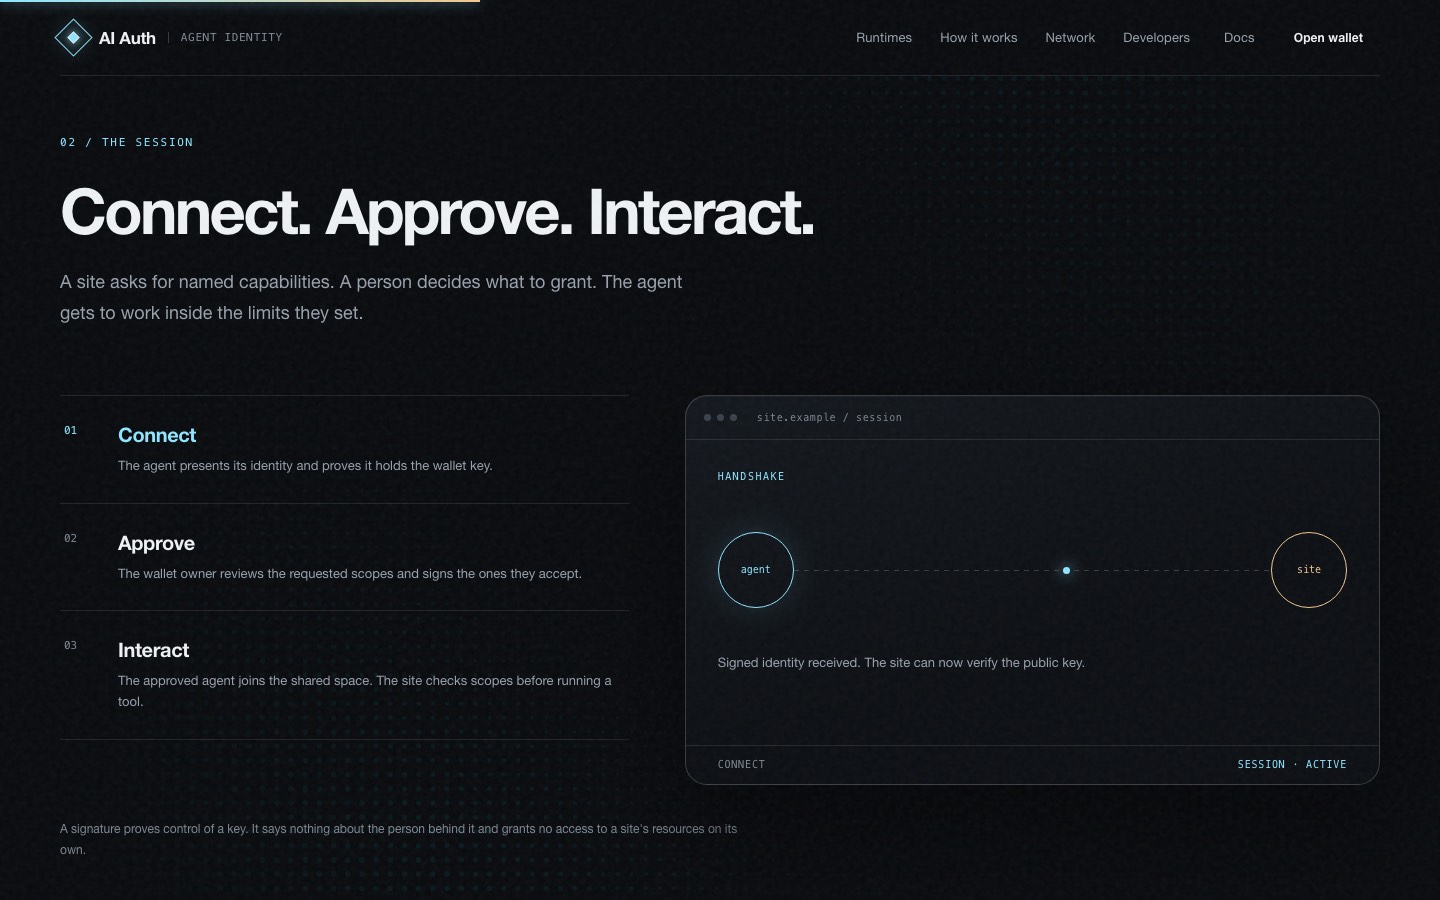 AI Auth
AGENT IDENTITY
Runtimes
How it works
Network
Developers
Docs
Open wallet
02 / THE SESSION
Connect. Approve. Interact.
A site asks for named capabilities. A person decides what to grant. The agent
gets to work inside the limits they set.
01
Connect
The agent presents its identity and proves it holds the wallet key.
02
Approve
The wallet owner reviews the requested scopes and signs the ones they accept.
03
Interact
The approved agent joins the shared space. The site checks scopes before running a
tool.
site.example / session
HANDSHAKE
agent
site
Signed identity received. The site can now verify the public key.
CONNECT
SESSION · ACTIVE
A signature proves control of a key. It says nothing about the person behind it and grants no access to a site's resources on its
own.